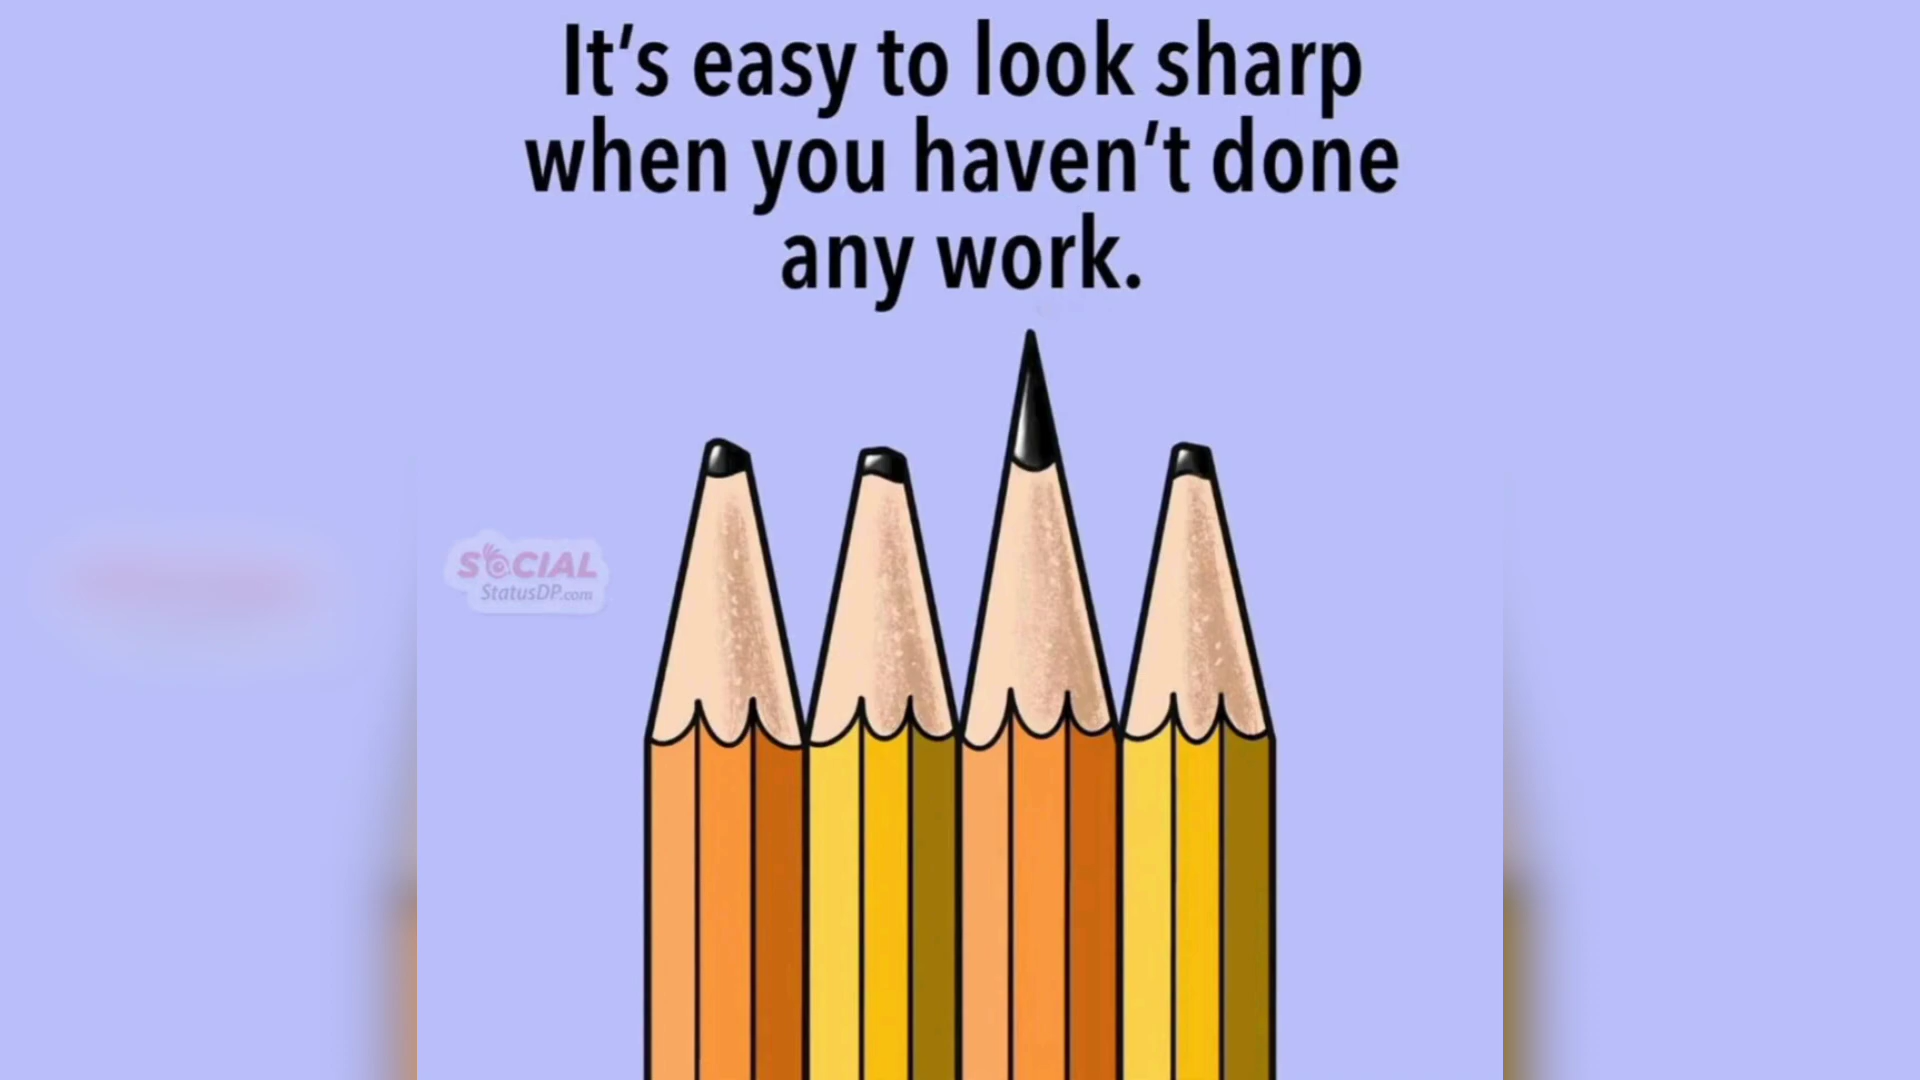 It’s easy to look sharp
when you haven’t done
any work.
SOCIAL
StatusDP.com